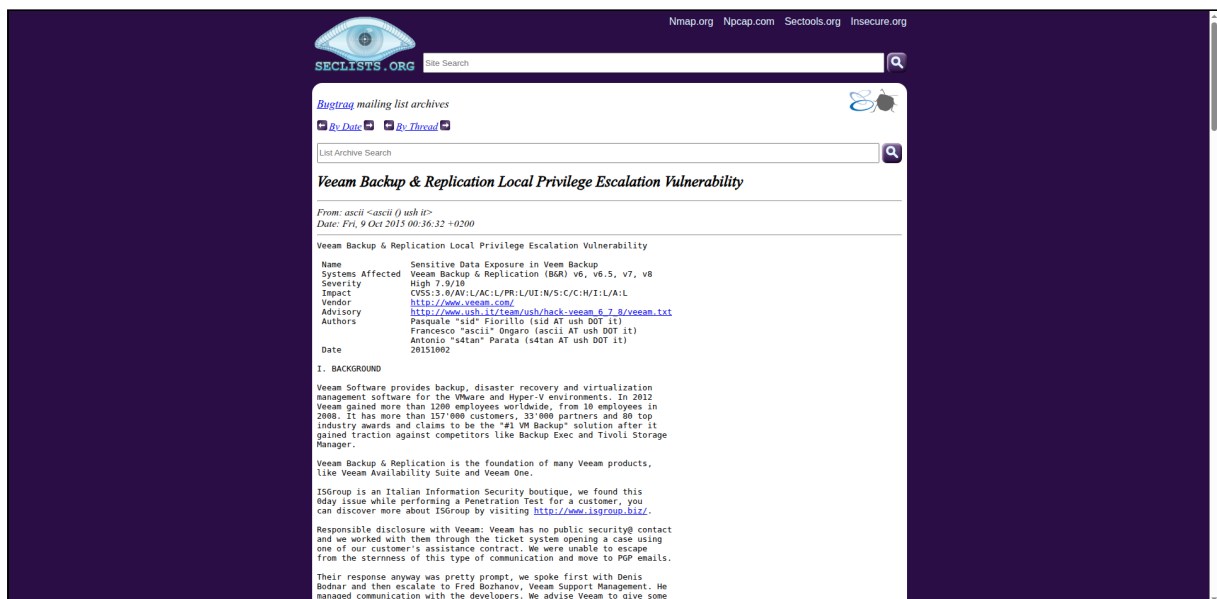 Nmap.org Npcap.com Sectools.org Insecure.org
SECLISTS.ORG
Site Search
Bugtraq mailing list archives
By Date By Thread
List Archive Search
Veeam Backup & Replication Local Privilege Escalation Vulnerability
From: ascii <ascii () ush it>
Date: Fri, 9 Oct 2015 00:36:32 +0200
Veeam Backup & Replication Local Privilege Escalation Vulnerability
Name Sensitive Data Exposure in Veem Backup
Systems Affected Veeam Backup & Replication (B&R) v6, v6.5, v7, v8
Severity High 7.9/10
Impact CVSS:3.0/AV:L/AC:L/PR:L/UI:N/S:C/C:H/I:L/A:L
Vendor http://www.veeam.com/
Advisory http://www.ush.it/team/ush/hack-veeam_6_7_8/veeam.txt
Authors Pasquale "sid" Fiorillo (sid AT ush DOT it)
Francesco "ascii" Ongaro (ascii AT ush DOT it)
Antonio "s4tan" Parata (s4tan AT ush DOT it)
Date 20151002
I. BACKGROUND
Veeam Software provides backup, disaster recovery and virtualization
management software for the VMware and Hyper-V environments. In 2012
Veeam gained more than 1200 employees worldwide, from 10 employees in
2008. It has more than 157'000 customers, 33'000 partners and 80 top
industry awards and claims to be the "#1 VM Backup" solution after it
gained traction against competitors like Backup Exec and Tivoli Storage
Manager.
Veeam Backup & Replication is the foundation of many Veeam products,
like Veeam Availability Suite and Veeam One.
ISGroup is an Italian Information Security boutique, we found this
0day issue while performing a Penetration Test for a customer, you
can discover more about ISGroup by visiting http://www.isgroup.biz/.
Responsible disclosure with Veeam: Veeam has no public security@ contact
and we worked with them through the ticket system opening a case using
one of our customer's assistance contract. We were unable to escape
from the sternness of this type of communication and move to PGP emails.
Their response anyway was pretty prompt, we spoke first with Denis
Bodnar and then escalate to Fred Bozhanov, Veeam Support Management. He
managed communication with the developers. We advise Veeam to give some